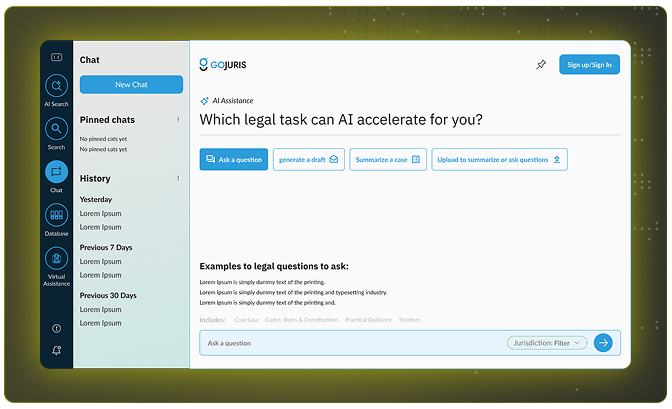 AI Search
Search
Chat
Database
Virtual
Assistance
Chat
New Chat
Pinned chats
No pinned cats yet
No pinned cats yet
History
Yesterday
Lorem Ipsum
Lorem Ipsum
Previous 7 Days
Lorem Ipsum
Lorem Ipsum
Previous 30 Days
Lorem Ipsum
Lorem Ipsum
GOJURIS
Sign up/Sign In
AI Assistance
Which legal task can AI accelerate for you?
Ask a question
generate a draft
Summarize a case
Upload to summarize or ask questions
Examples to legal questions to ask:
Lorem Ipsum is simply dummy text of the printing.
Lorem Ipsum is simply dummy text of the printing and typesetting industry.
Lorem Ipsum is simply dummy text of the printing and.
Includes: Case Law Codes, Rules & Constitutions Practical Guidance Treatises
Ask a question
Jurisdiction: Filter